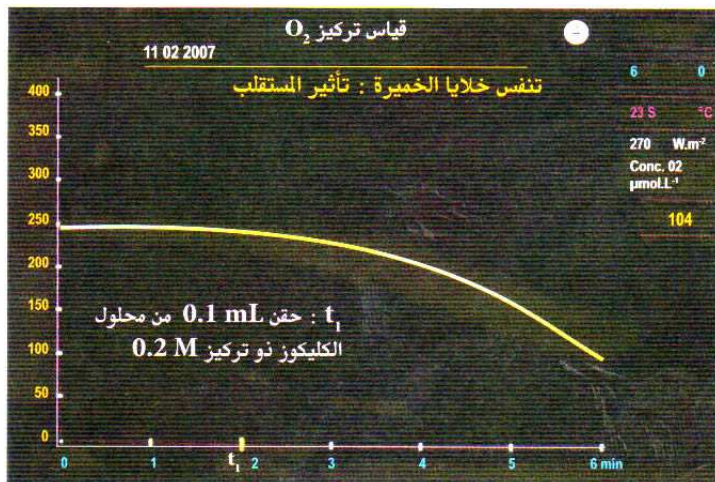 قياس تركيز O₂
11 02 2007
تنفس خلايا الخميرة : تأثير المستقلب
6 0
23 S °C
270 W.m⁻²
Conc. 02
µmol.L⁻¹
104
400
350
300
250
200
150
100
50
0
t₁ : حقن 0.1 mL من محلول
الكليكوز ذو تركيز 0.2 M
0 1 t₁ 2 3 4 5 6 min